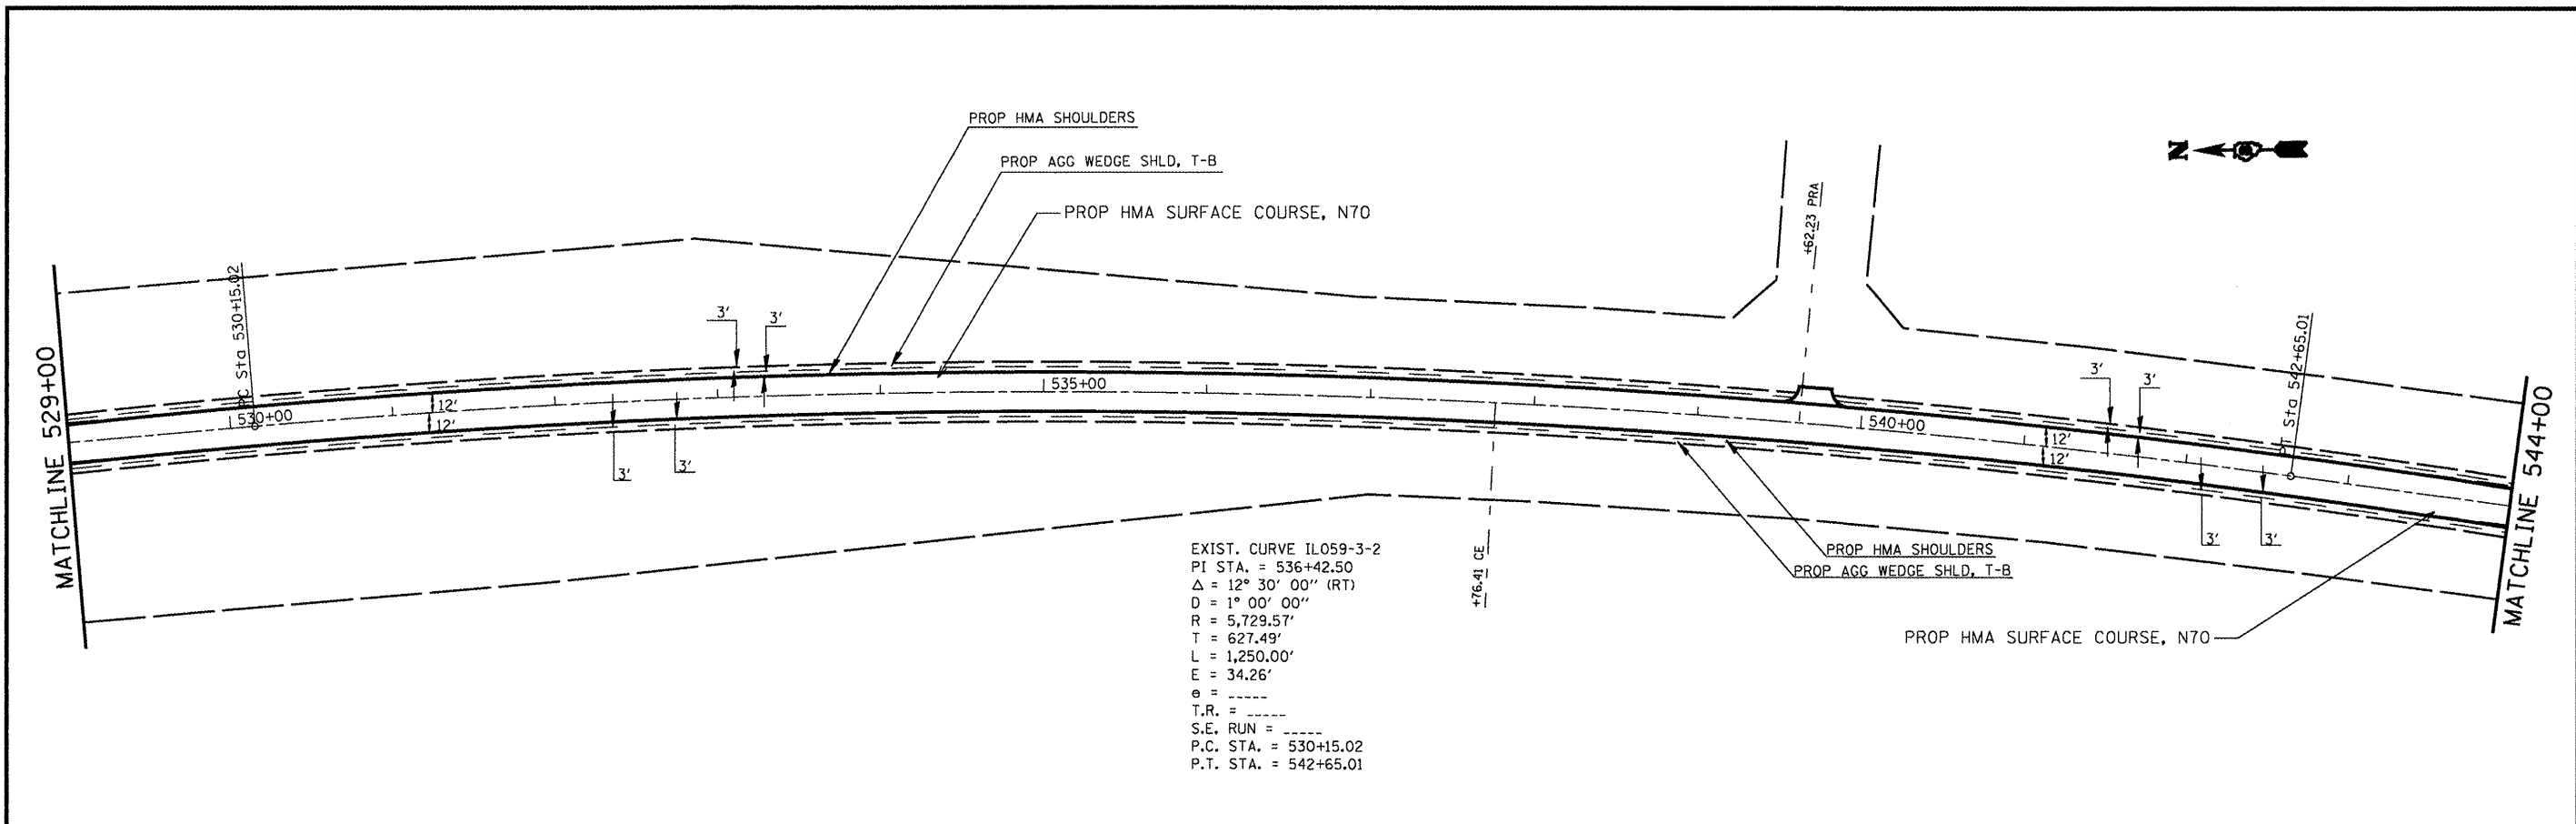 PROP HMA SHOULDERS
PROP AGG WEDGE SHLD, T-B
PROP HMA SURFACE COURSE, N70
N
+62.23 PRA
PC Sta 530+15.02
MATCHLINE 529+00
530+00
12'
12'
3'
3'
3'
3'
535+00
540+00
12'
12'
3'
3'
3'
3'
PT Sta 542+65.01
MATCHLINE 544+00
+76.41 CE
PROP HMA SHOULDERS
PROP AGG WEDGE SHLD, T-B
PROP HMA SURFACE COURSE, N70
EXIST. CURVE IL059-3-2
PI STA. = 536+42.50
Δ = 12° 30' 00" (RT)
D = 1° 00' 00"
R = 5,729.57'
T = 627.49'
L = 1,250.00'
E = 34.26'
e = _____
T.R. = _____
S.E. RUN = _____
P.C. STA. = 530+15.02
P.T. STA. = 542+65.01